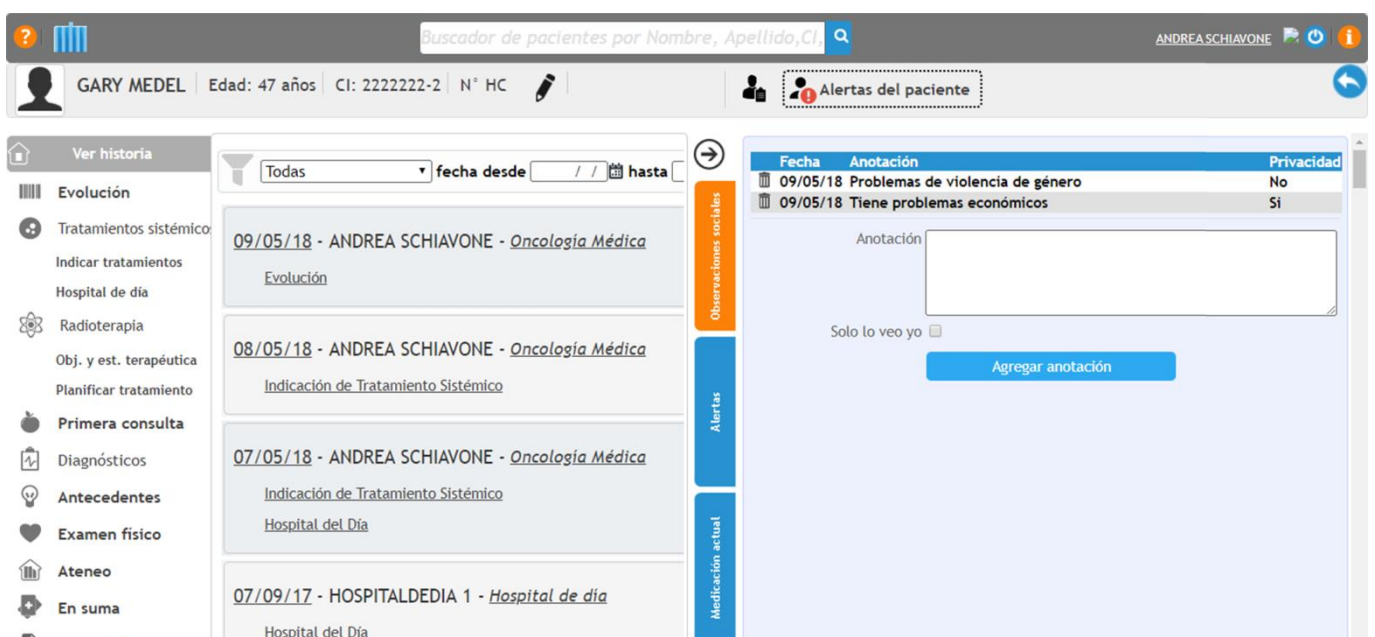 Buscador de pacientes por Nombre, Apellido,CI,
ANDREA SCHIAVONE
GARY MEDEL Edad: 47 años CI: 2222222-2 N° HC
Alertas del paciente
Ver historia
Evolución
Tratamientos sistémico
Indicar tratamientos
Hospital de día
Radioterapia
Obj. y est. terapéutica
Planificar tratamiento
Primera consulta
Diagnósticos
Antecedentes
Examen físico
Ateneo
En suma
Todas fecha desde / / hasta
09/05/18 - ANDREA SCHIAVONE - Oncología Médica
Evolución
08/05/18 - ANDREA SCHIAVONE - Oncología Médica
Indicación de Tratamiento Sistémico
07/05/18 - ANDREA SCHIAVONE - Oncología Médica
Indicación de Tratamiento Sistémico
Hospital del Día
07/09/17 - HOSPITALDEDIA 1 - Hospital de día
Hospital del Día
Observaciones sociales
Alertas
Medicación actual
Fecha Anotación Privacidad
09/05/18 Problemas de violencia de género No
09/05/18 Tiene problemas económicos Si
Anotación
Solo lo veo yo
Agregar anotación